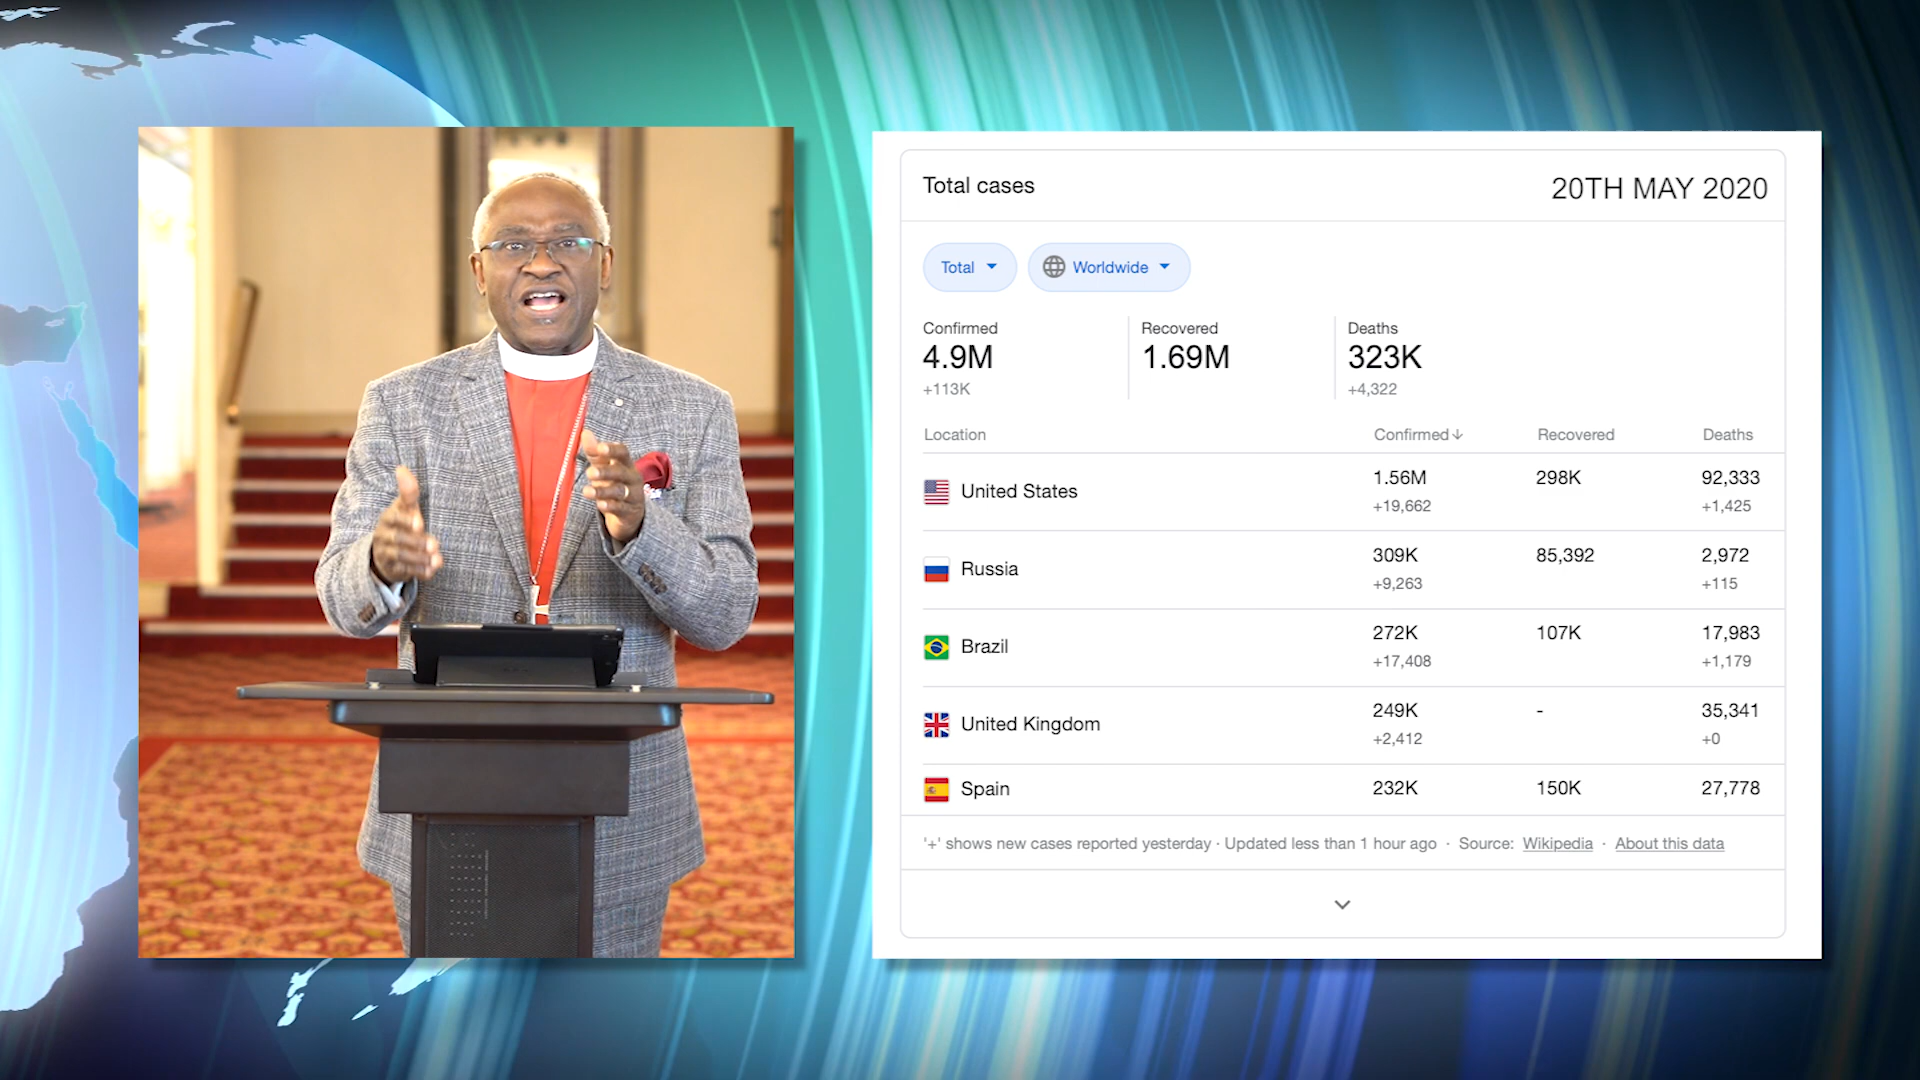 Total cases
20TH MAY 2020
Total
Worldwide
Confirmed Recovered Deaths
4.9M 1.69M 323K
+113K +4,322
Location Confirmed↓ Recovered Deaths
United States 1.56M 298K 92,333
+19,662 +1,425
Russia 309K 85,392 2,972
+9,263 +115
Brazil 272K 107K 17,983
+17,408 +1,179
United Kingdom 249K - 35,341
+2,412 +0
Spain 232K 150K 27,778
'+' shows new cases reported yesterday · Updated less than 1 hour ago · Source: Wikipedia · About this data